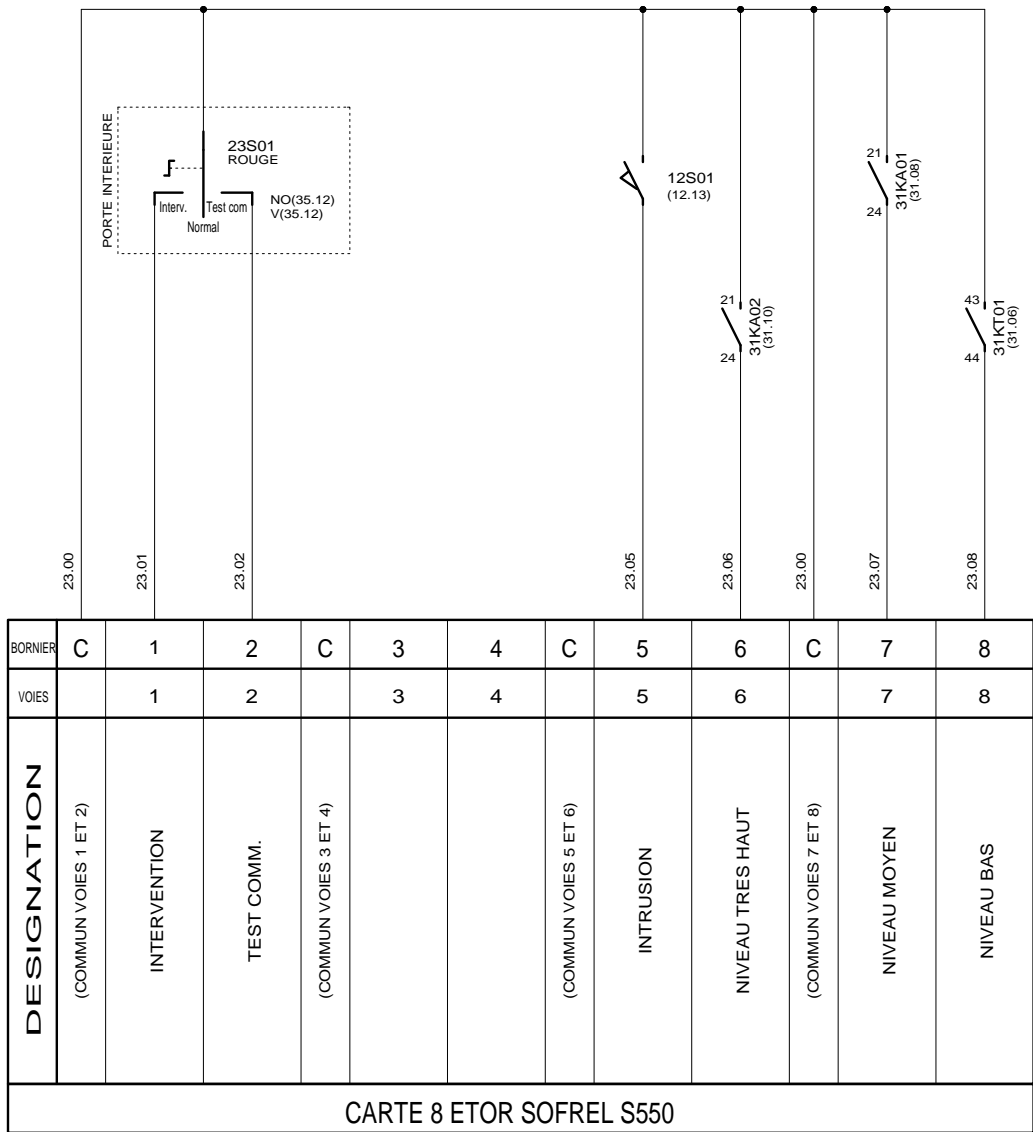 PORTE INTERIEURE
23S01
ROUGE
Interv.
Test com
Normal
NO(35.12)
V(35.12)
12S01
(12.13)
21
24
31KA02
(31.10)
21
24
31KA01
(31.08)
43
44
31KT01
(31.06)
23.00
23.01
23.02
23.05
23.06
23.00
23.07
23.08
BORNIER C 1 2 C 3 4 C 5 6 C 7 8
VOIES 1 2 3 4 5 6 7 8
DESIGNATION
(COMMUN VOIES 1 ET 2)
INTERVENTION
TEST COMM.
(COMMUN VOIES 3 ET 4)
(COMMUN VOIES 5 ET 6)
INTRUSION
NIVEAU TRES HAUT
(COMMUN VOIES 7 ET 8)
NIVEAU MOYEN
NIVEAU BAS
CARTE 8 ETOR SOFREL S550